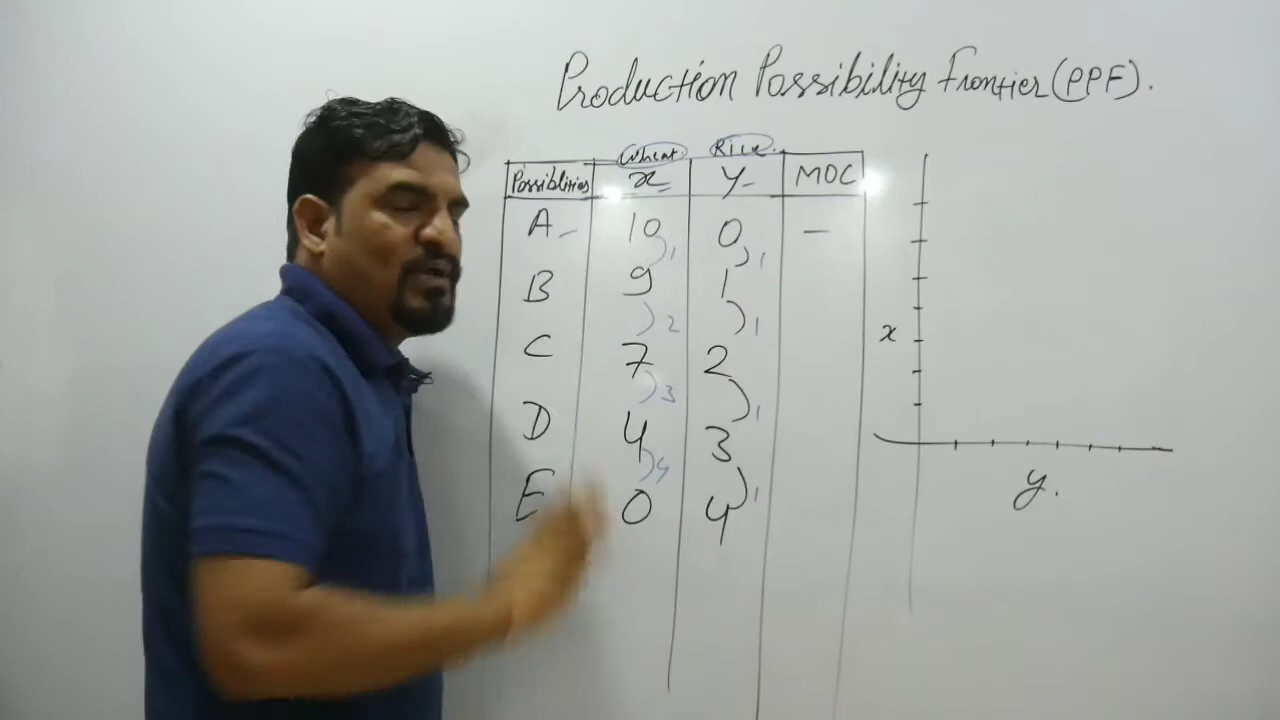 Production Possibility Frontier (PPF).
Wheat Rice.
Possiblities x y MOC
A 10 0 -
1 1
B 9 1
2 1
C 7 2
3 1
D 4 3
4 1
E 0 4
x
y.